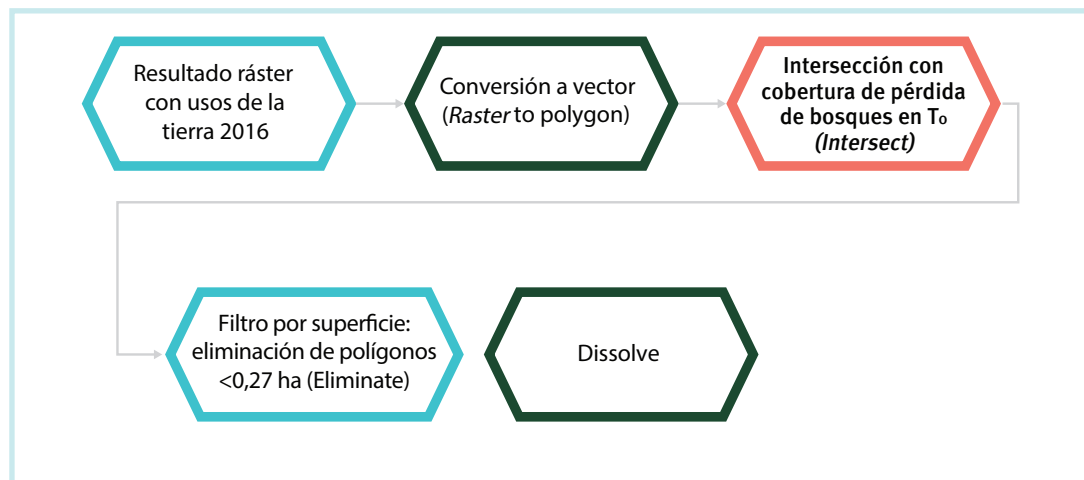 Resultado ráster
con usos de la
tierra 2016
Conversión a vector
(Raster to polygon)
Intersección con
cobertura de pérdida
de bosques en T₀
(Intersect)
Filtro por superficie:
eliminación de polígonos
<0,27 ha (Eliminate)
Dissolve